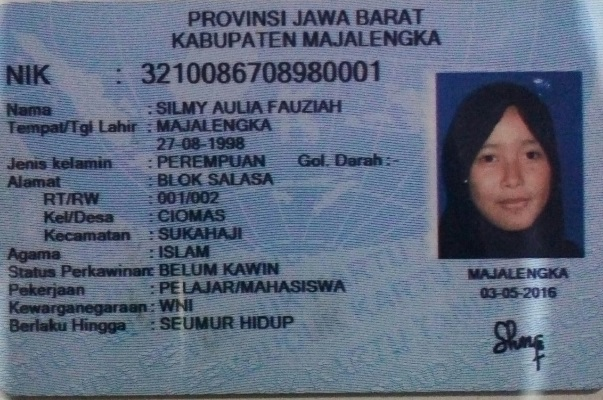 PROVINSI JAWA BARAT
KABUPATEN MAJALENGKA
NIK : 3210086708980001
Nama : SILMY AULIA FAUZIAH
Tempat/Tgl Lahir : MAJALENGKA
27-08-1998
Jenis kelamin : PEREMPUAN Gol. Darah :-
Alamat : BLOK SALASA
RT/RW : 001/002
Kel/Desa : CIOMAS
Kecamatan : SUKAHAJI
Agama : ISLAM
Status Perkawinan: BELUM KAWIN
Pekerjaan : PELAJAR/MAHASISWA
Kewarganegaraan: WNI
Berlaku Hingga : SEUMUR HIDUP
MAJALENGKA
03-05-2016